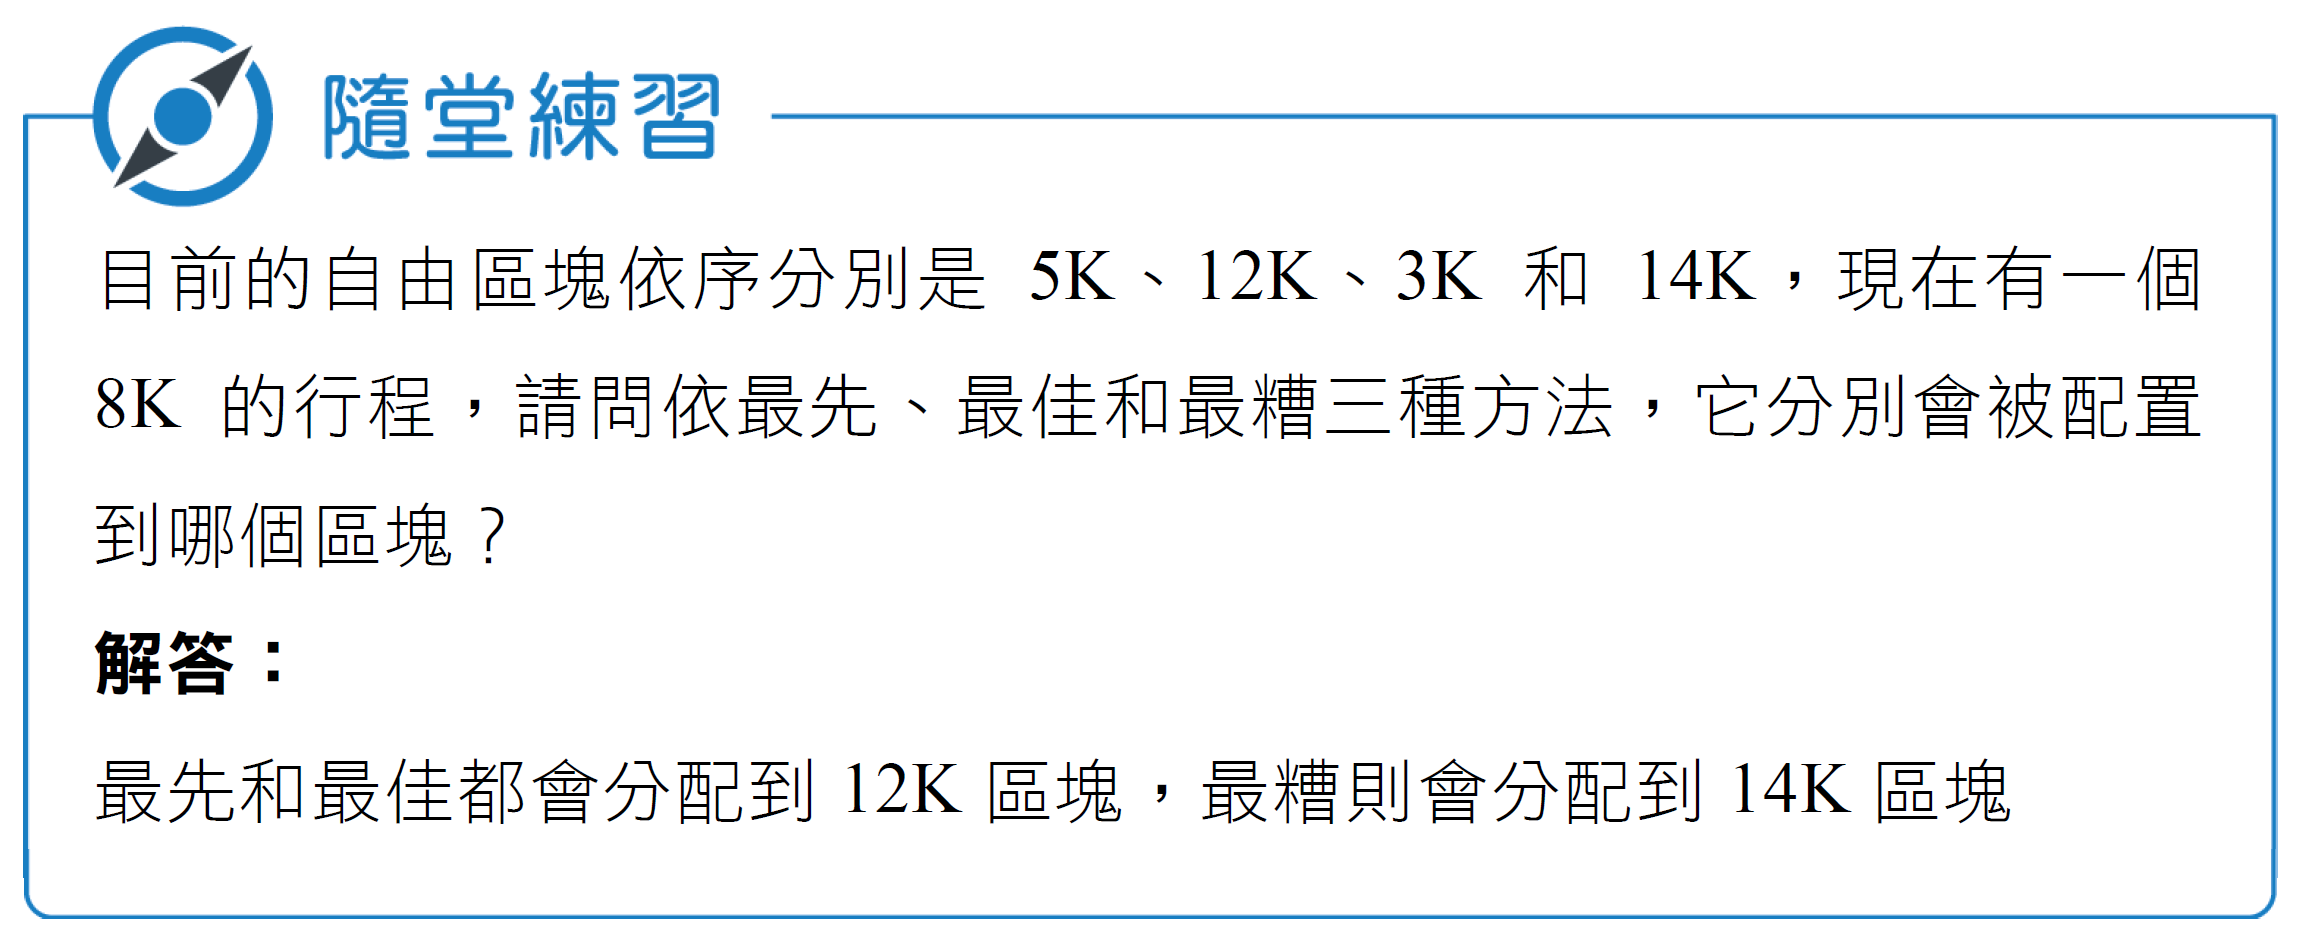 隨堂練習
目前的自由區塊依序分別是 5K、12K、3K 和 14K，現在有一個
8K 的行程，請問依最先、最佳和最糟三種方法，它分別會被配置
到哪個區塊？
解答：
最先和最佳都會分配到 12K 區塊，最糟則會分配到 14K 區塊